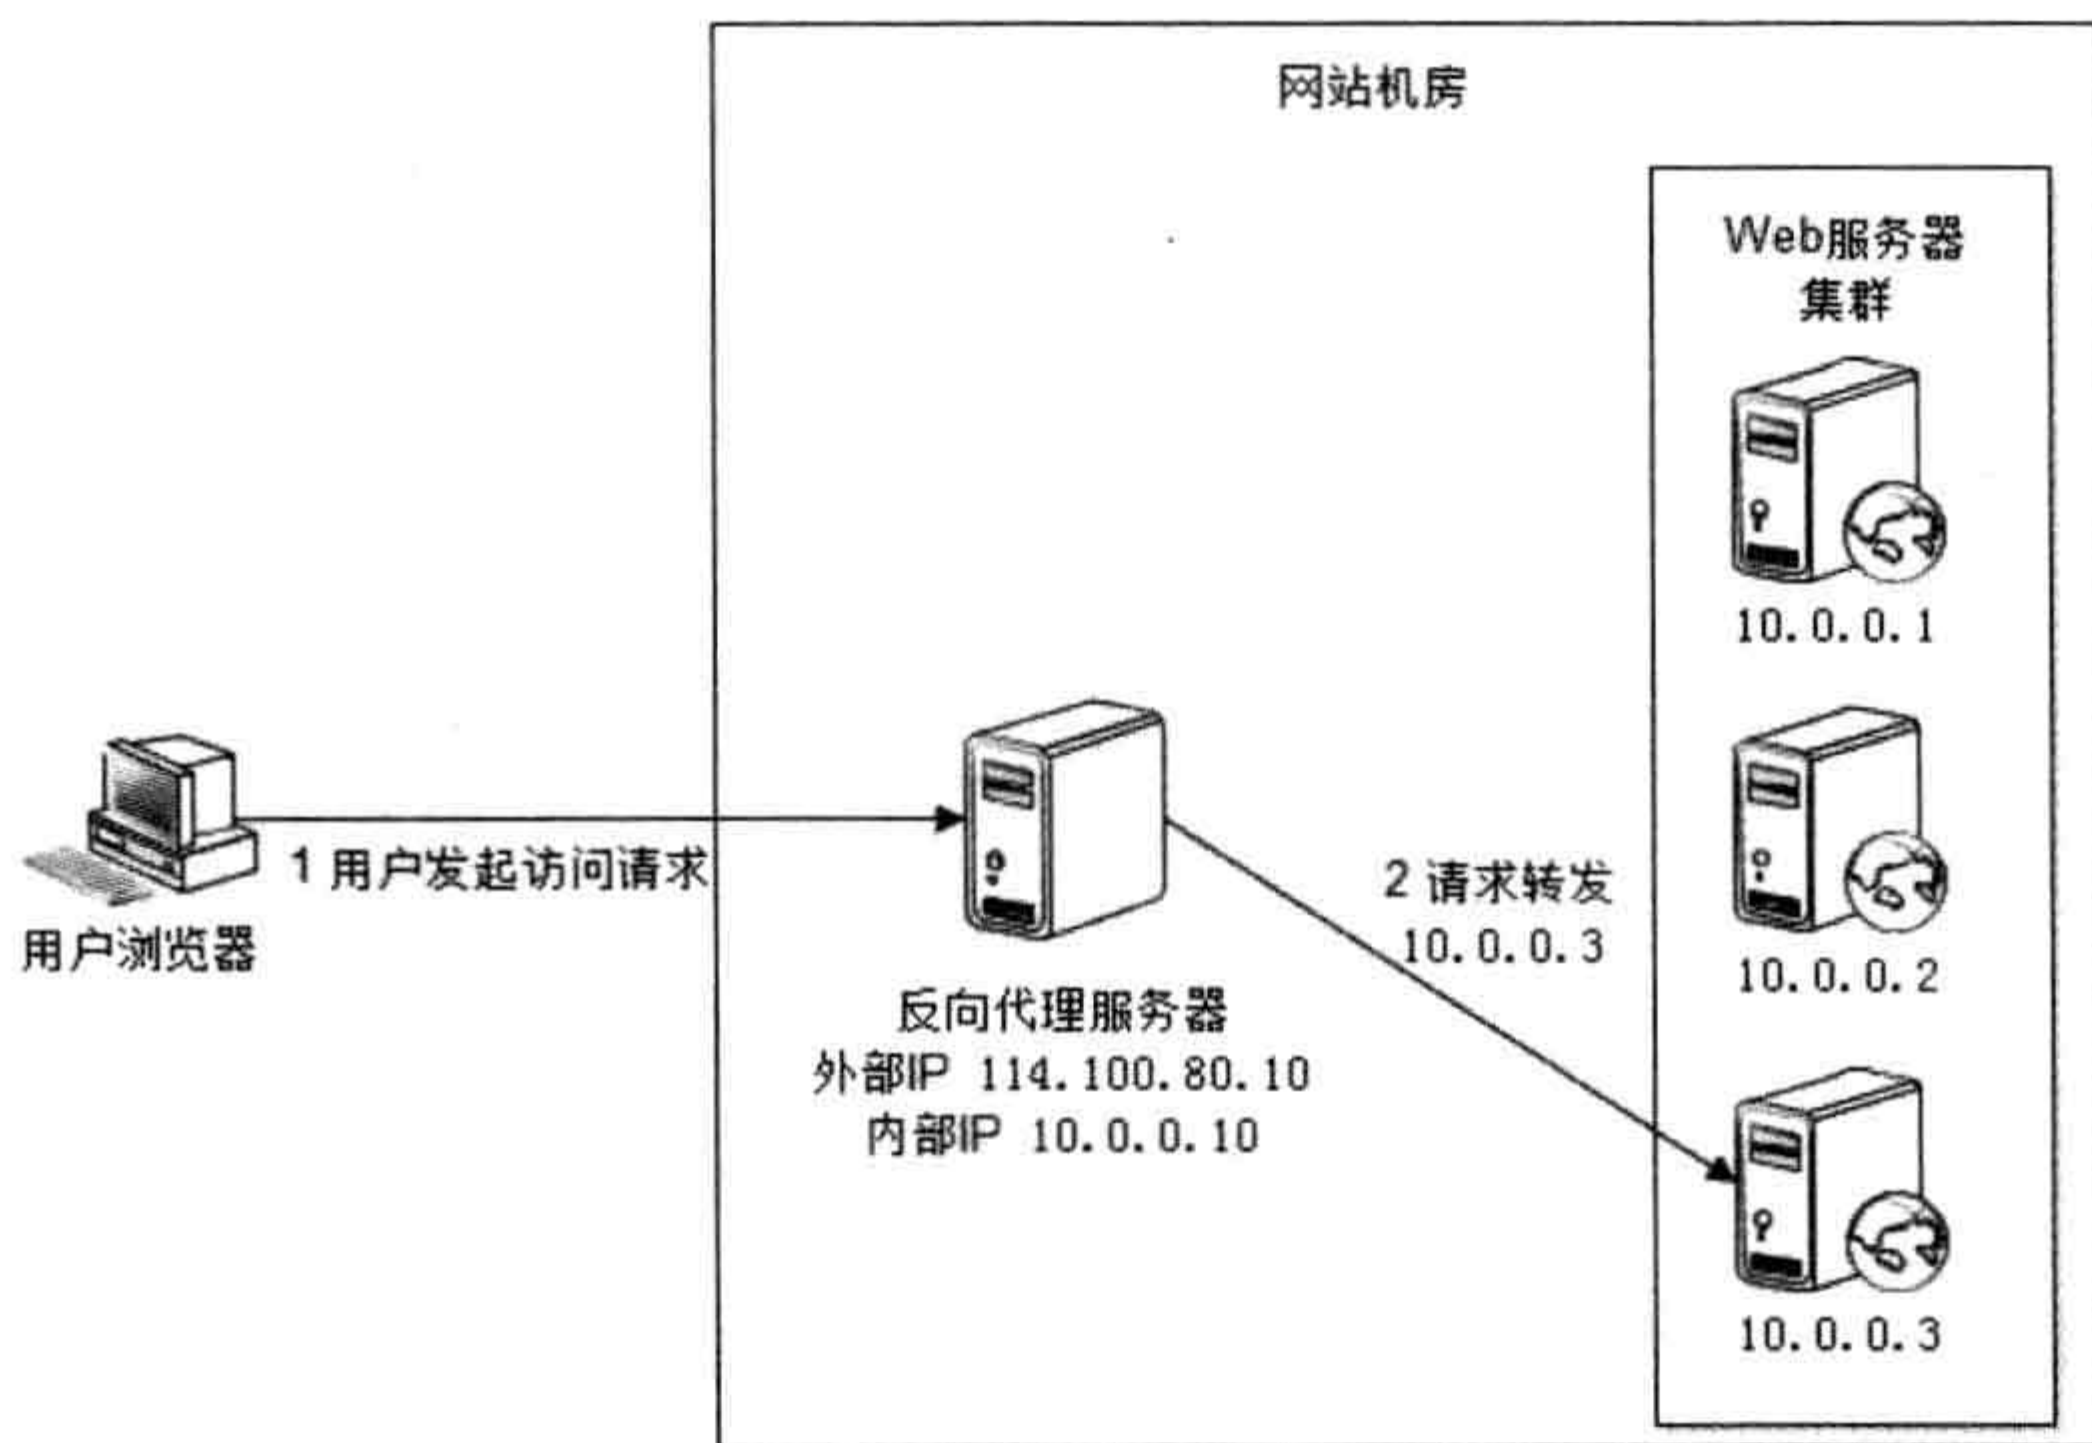 网站机房
Web服务器
集群
10.0.0.1
1 用户发起访问请求
用户浏览器
反向代理服务器
外部IP 114.100.80.10
内部IP 10.0.0.10
2 请求转发
10.0.0.3
10.0.0.2
10.0.0.3